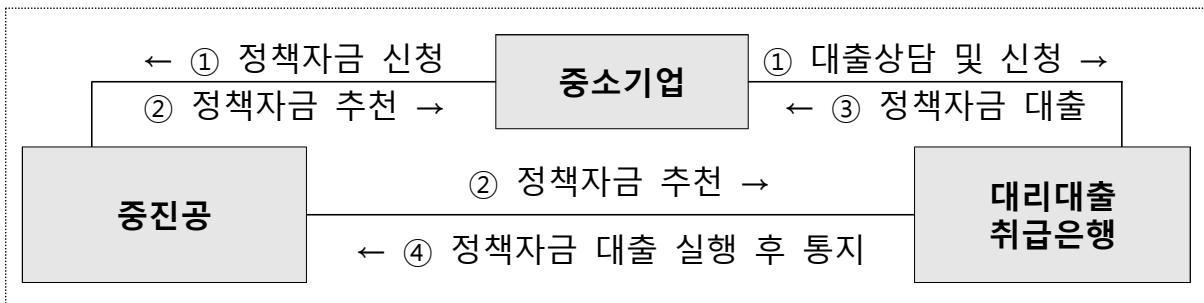 ← ① 정책자금 신청
중소기업
① 대출상담 및 신청 →
② 정책자금 추천 →
← ③ 정책자금 대출
중진공
② 정책자금 추천 →
← ④ 정책자금 대출 실행 후 통지
대리대출
취급은행